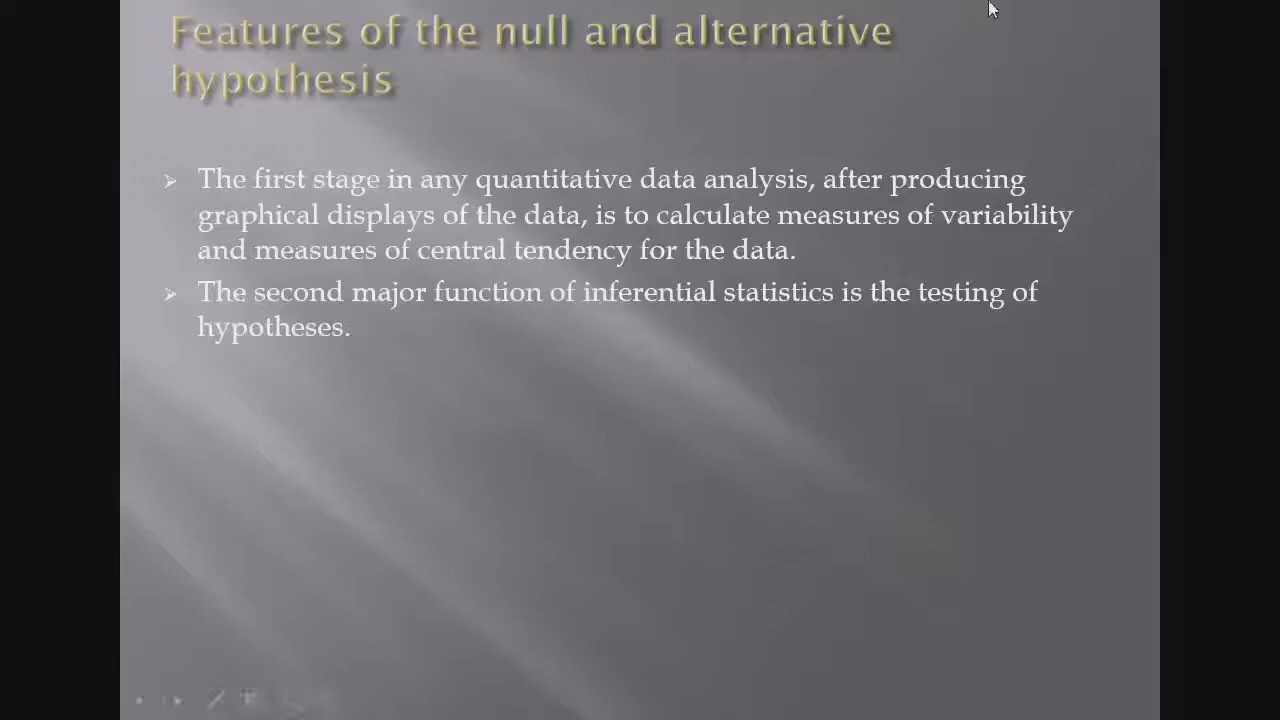 Features of the null and alternative
hypothesis
The first stage in any quantitative data analysis, after producing
graphical displays of the data, is to calculate measures of variability
and measures of central tendency for the data.
The second major function of inferential statistics is the testing of
hypotheses.